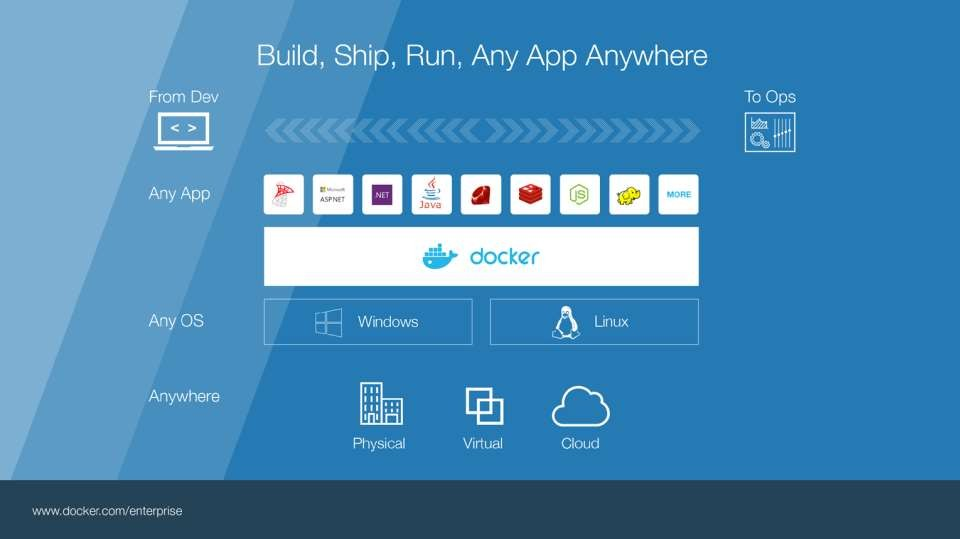 Build, Ship, Run, Any App Anywhere
From Dev
To Ops
< >
Any App
Microsoft
ASP.NET
.NET
Java
JS
MORE
docker
Any OS
Windows
Linux
Anywhere
Physical
Virtual
Cloud
www.docker.com/enterprise